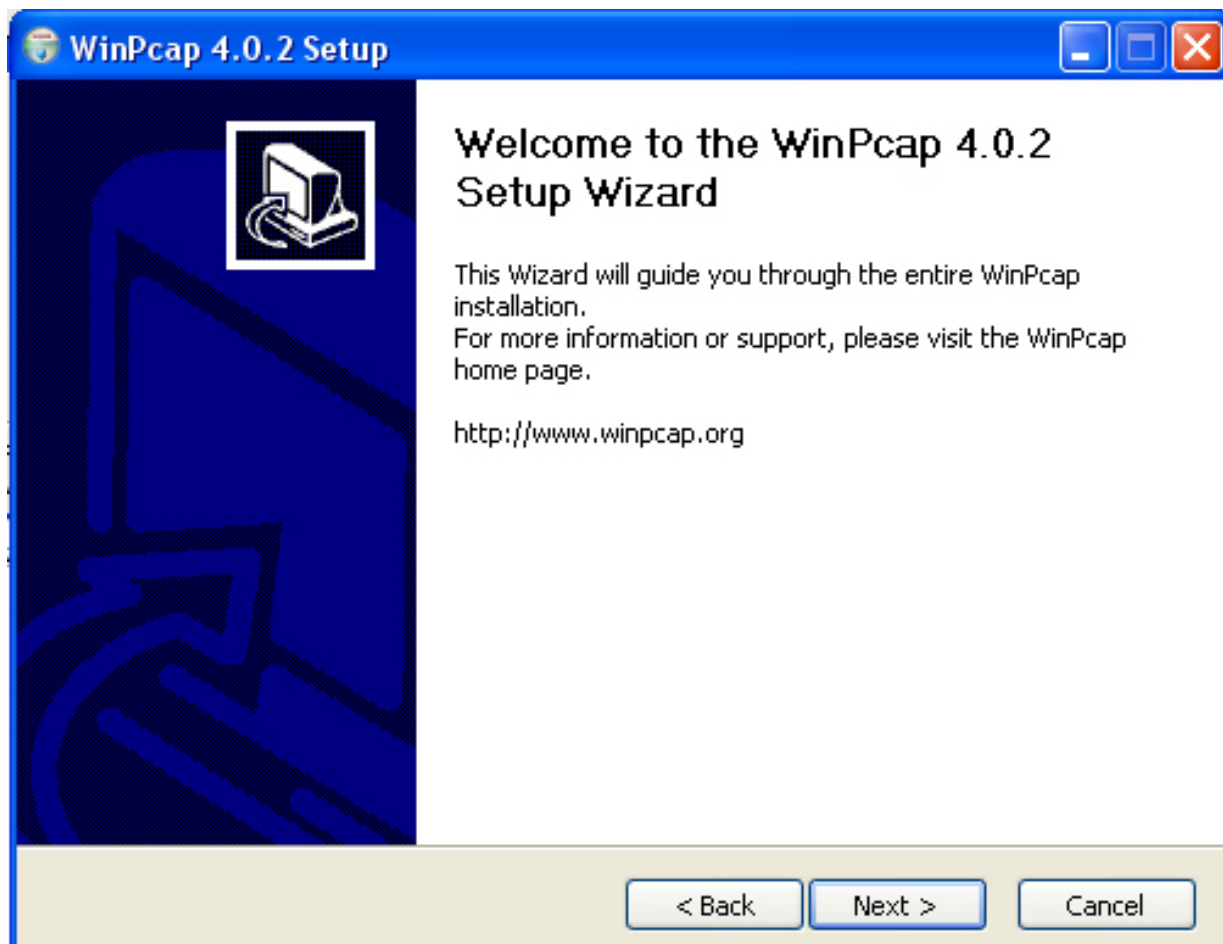 WinPcap 4.0.2 Setup
Welcome to the WinPcap 4.0.2
Setup Wizard
This Wizard will guide you through the entire WinPcap
installation.
For more information or support, please visit the WinPcap
home page.
http://www.winpcap.org
< Back
Next >
Cancel